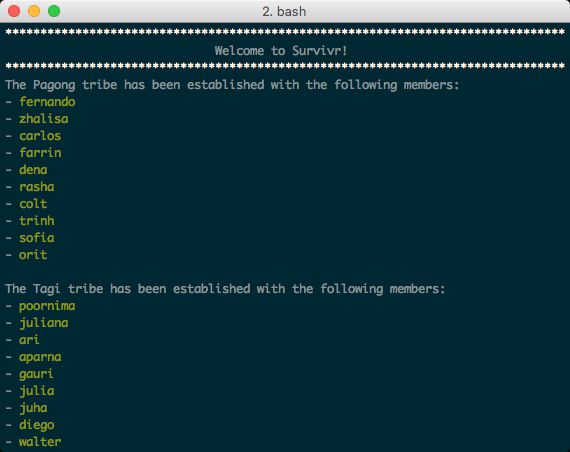 2. bash
********************************************************************************
Welcome to Survivr!
********************************************************************************
The Pagong tribe has been established with the following members:
- fernando
- zhalisa
- carlos
- farrin
- dena
- rasha
- colt
- trinh
- sofia
- orit
The Tagi tribe has been established with the following members:
- poornima
- juliana
- ari
- aparna
- gauri
- julia
- juha
- diego
- walter